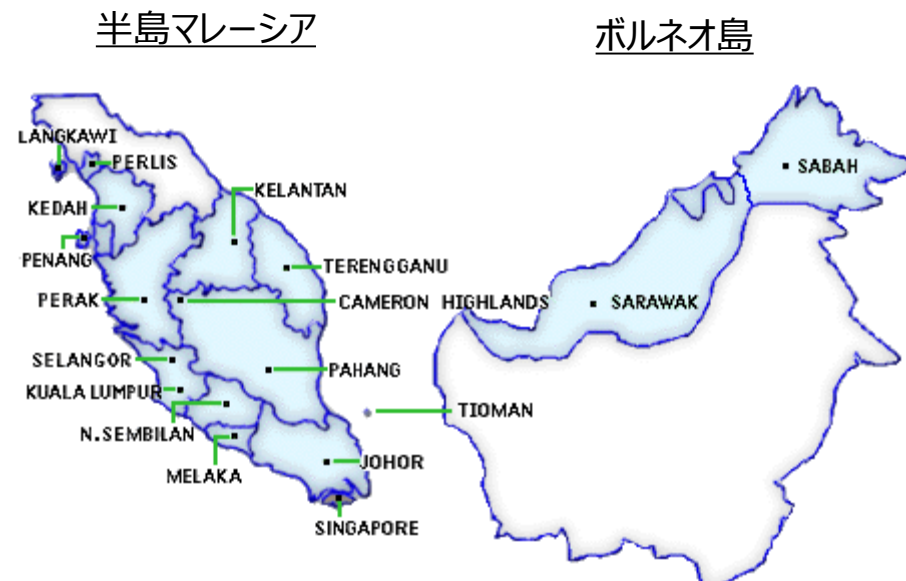 半島マレーシア
ボルネオ島
LANGKAWI
PERLIS
SABAH
KELANTAN
KEDAH
PENANG
TERENGGANU
PERAK
CAMERON HIGHLANDS
SARAWAK
SELANGOR
PAHANG
KUALA LUMPUR
TIOMAN
N.SEMBILAN
JOHOR
MELAKA
SINGAPORE